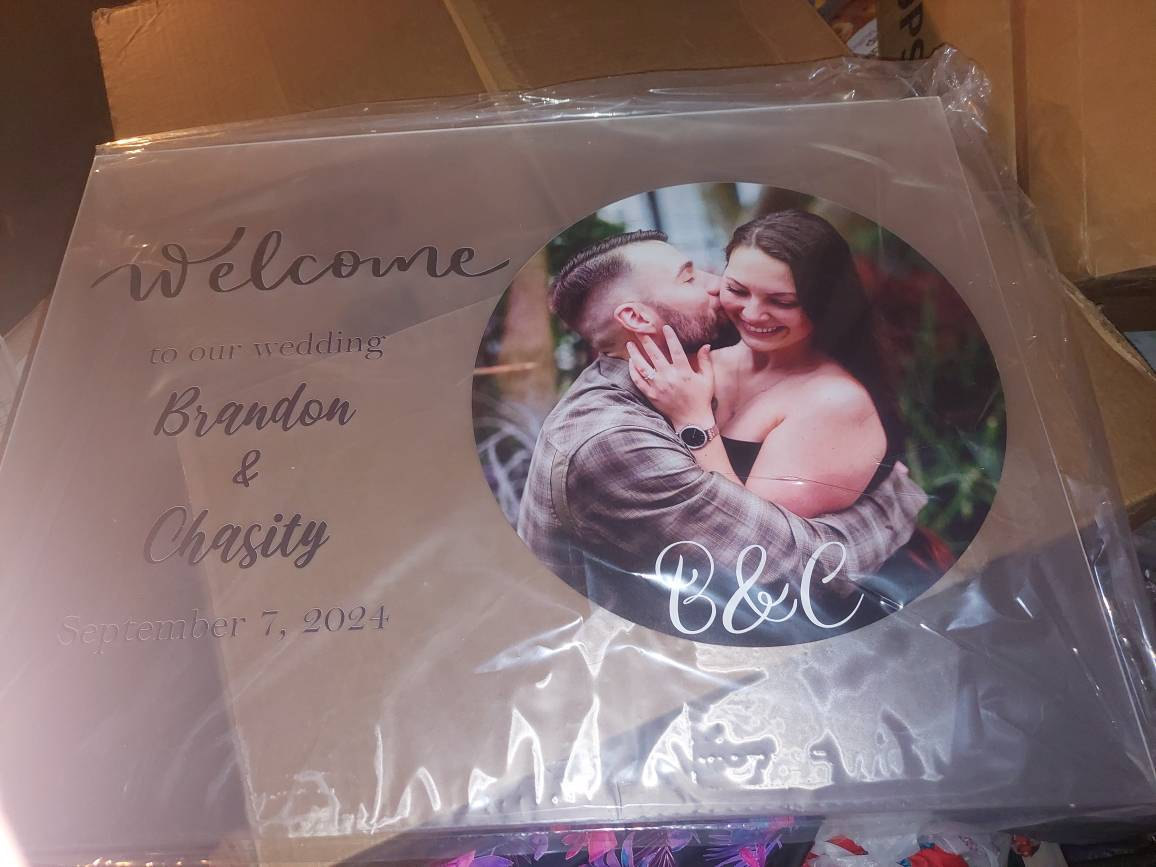 Welcome
to our wedding
Brandon
&
Chasity
September 7, 2024
B&C